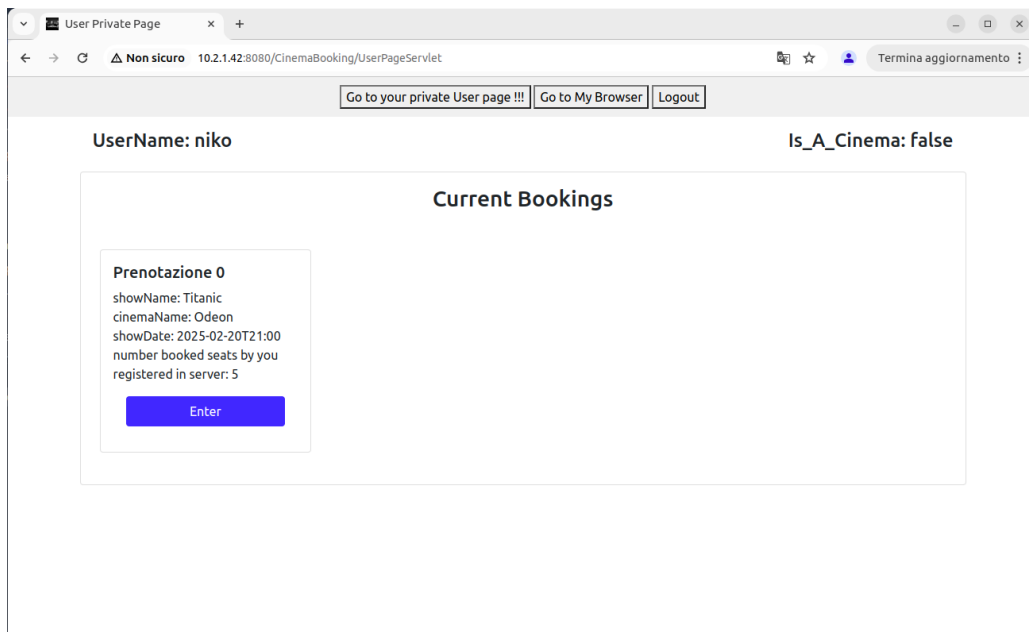 User Private Page
Non sicuro 10.2.1.42:8080/CinemaBooking/UserPageServlet Termina aggiornamento
Go to your private User page !!! Go to My Browser Logout
UserName: niko Is_A_Cinema: false
Current Bookings
Prenotazione 0
showName: Titanic
cinemaName: Odeon
showDate: 2025-02-20T21:00
number booked seats by you
registered in server: 5
Enter